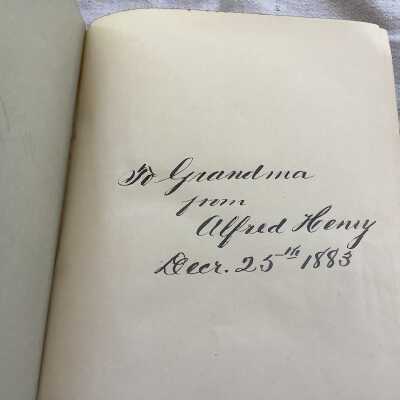 To Grandma
from
Alfred Henry
Decr. 25th 1883